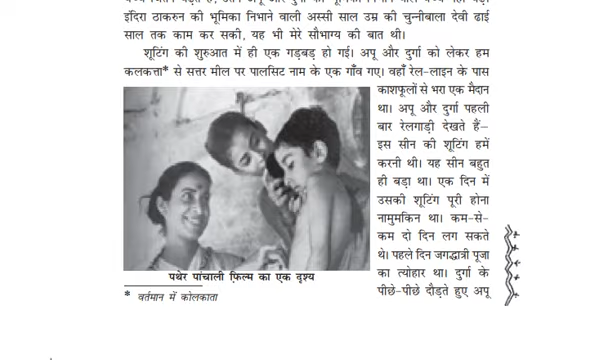 इंदिरा ठाकरुन की भूमिका निभाने वाली अस्सी साल उम्र की चुन्नीबाला देवी ढाई
साल तक काम कर सकी, यह भी मेरे सौभाग्य की बात थी।
शूटिंग की शुरुआत में ही एक गड़बड़ हो गई। अपू और दुर्गा को लेकर हम
कलकत्ता* से सत्तर मील पर पालसिट नाम के एक गाँव गए। वहाँ रेल-लाइन के पास
काशफूलों से भरा एक मैदान
था। अपू और दुर्गा पहली
बार रेलगाड़ी देखते हैं–
इस सीन की शूटिंग हमें
करनी थी। यह सीन बहुत
ही बड़ा था। एक दिन में
उसकी शूटिंग पूरी होना
नामुमकिन था। कम-से-
कम दो दिन लग सकते
थे। पहले दिन जगद्धात्री पूजा
का त्योहार था। दुर्गा के
पीछे-पीछे दौड़ते हुए अपू
पथेर पांचाली फ़िल्म का एक दृश्य
* वर्तमान में कोलकाता